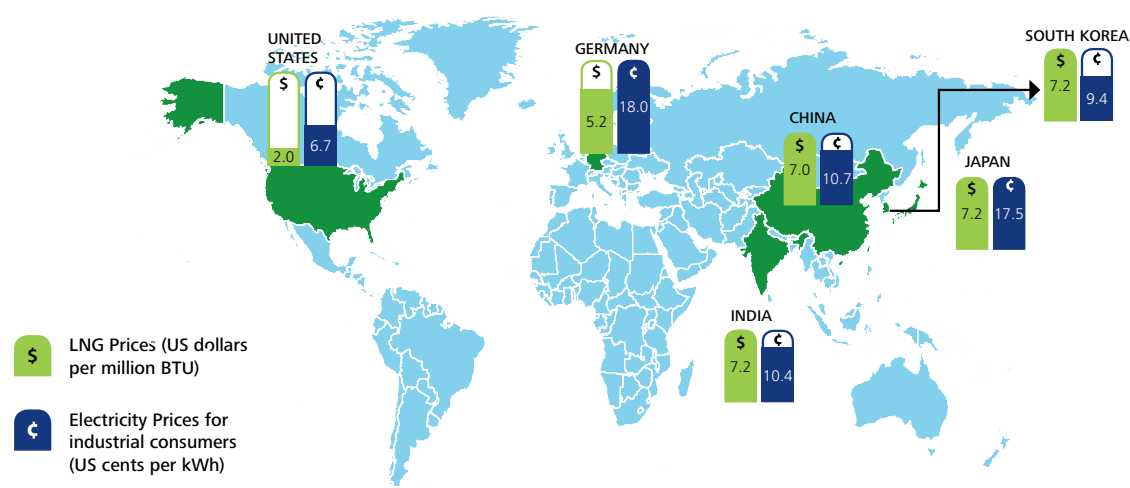 UNITED
STATES
$ ¢
2.0 6.7
GERMANY
$ ¢
5.2 18.0
CHINA
$ ¢
7.0 10.7
SOUTH KOREA
$ ¢
7.2 9.4
JAPAN
$ ¢
7.2 17.5
INDIA
$ ¢
7.2 10.4
$ LNG Prices (US dollars
per million BTU)
¢ Electricity Prices for
industrial consumers
(US cents per kWh)